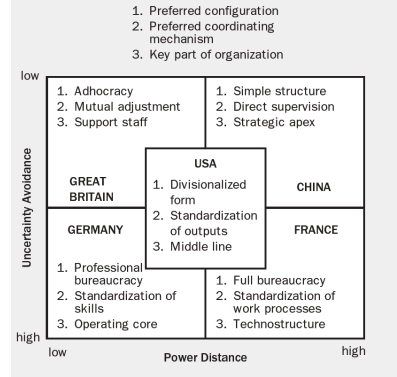 1. Preferred configuration
2. Preferred coordinating
mechanism
3. Key part of organization
low
1. Adhocracy
2. Mutual adjustment
3. Support staff
1. Simple structure
2. Direct supervision
3. Strategic apex
GREAT
BRITAIN
USA
1. Divisionalized
form
2. Standardization
of outputs
3. Middle line
CHINA
Uncertainty Avoidance
GERMANY
FRANCE
1. Professional
bureaucracy
2. Standardization of
skills
3. Operating core
1. Full bureaucracy
2. Standardization of
work processes
3. Technostructure
high
low
Power Distance
high